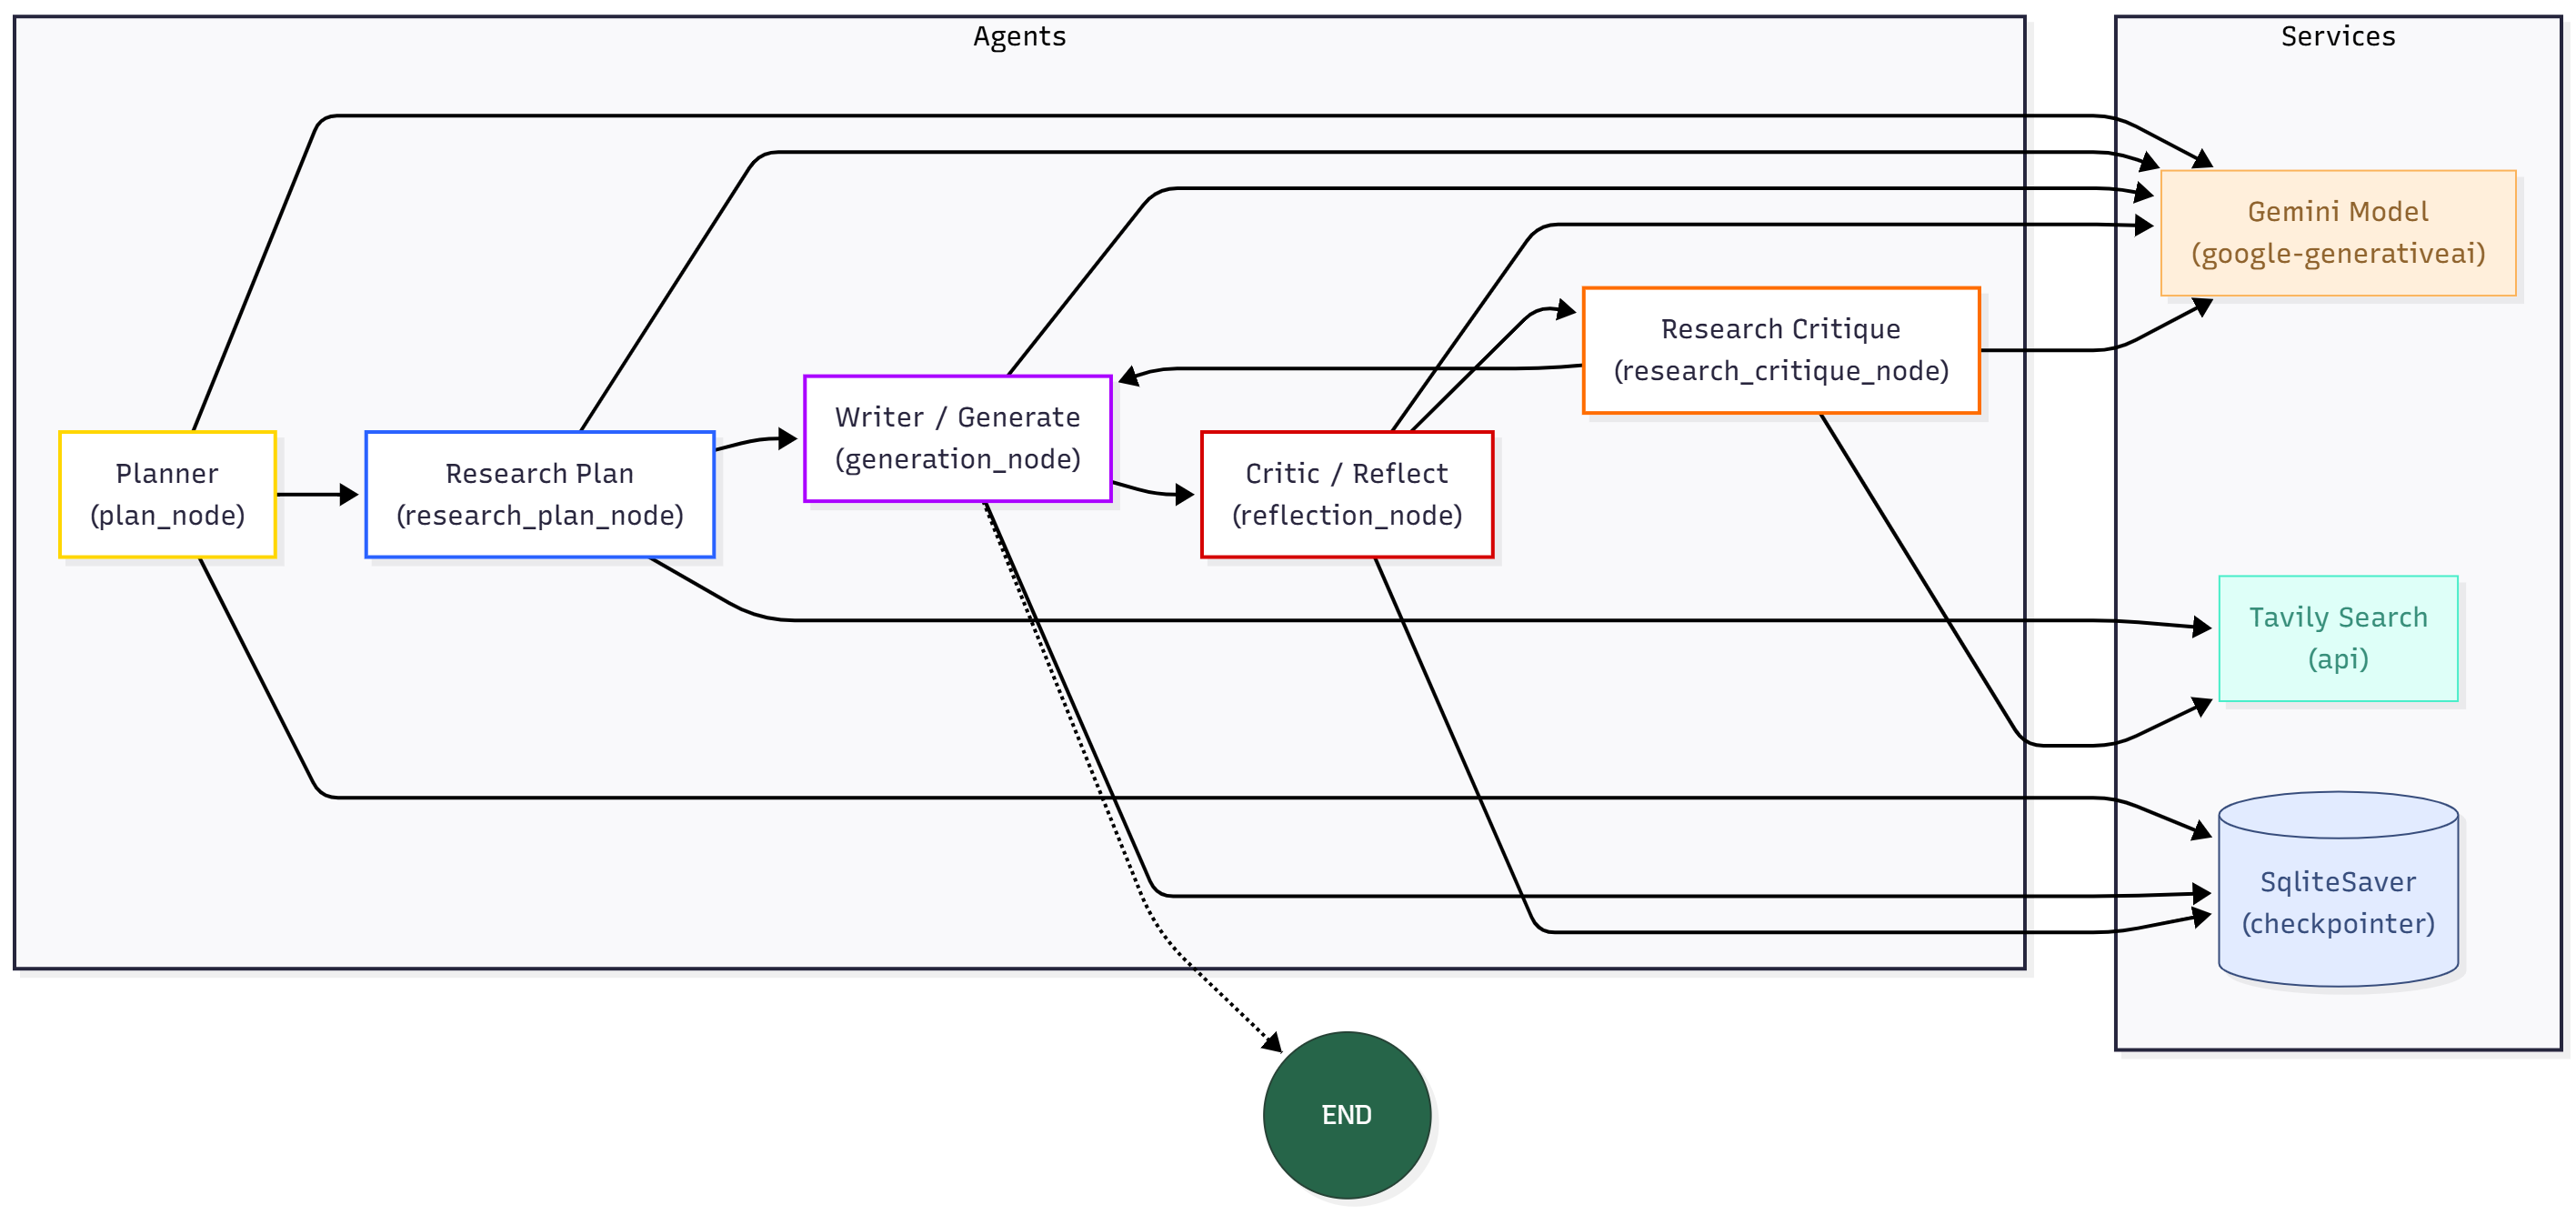 Agents
Services
Gemini Model
(google-generativeai)
Research Critique
(research_critique_node)
Writer / Generate
(generation_node)
Planner
(plan_node)
Research Plan
(research_plan_node)
Critic / Reflect
(reflection_node)
Tavily Search
(api)
SqliteSaver
(checkpointer)
END